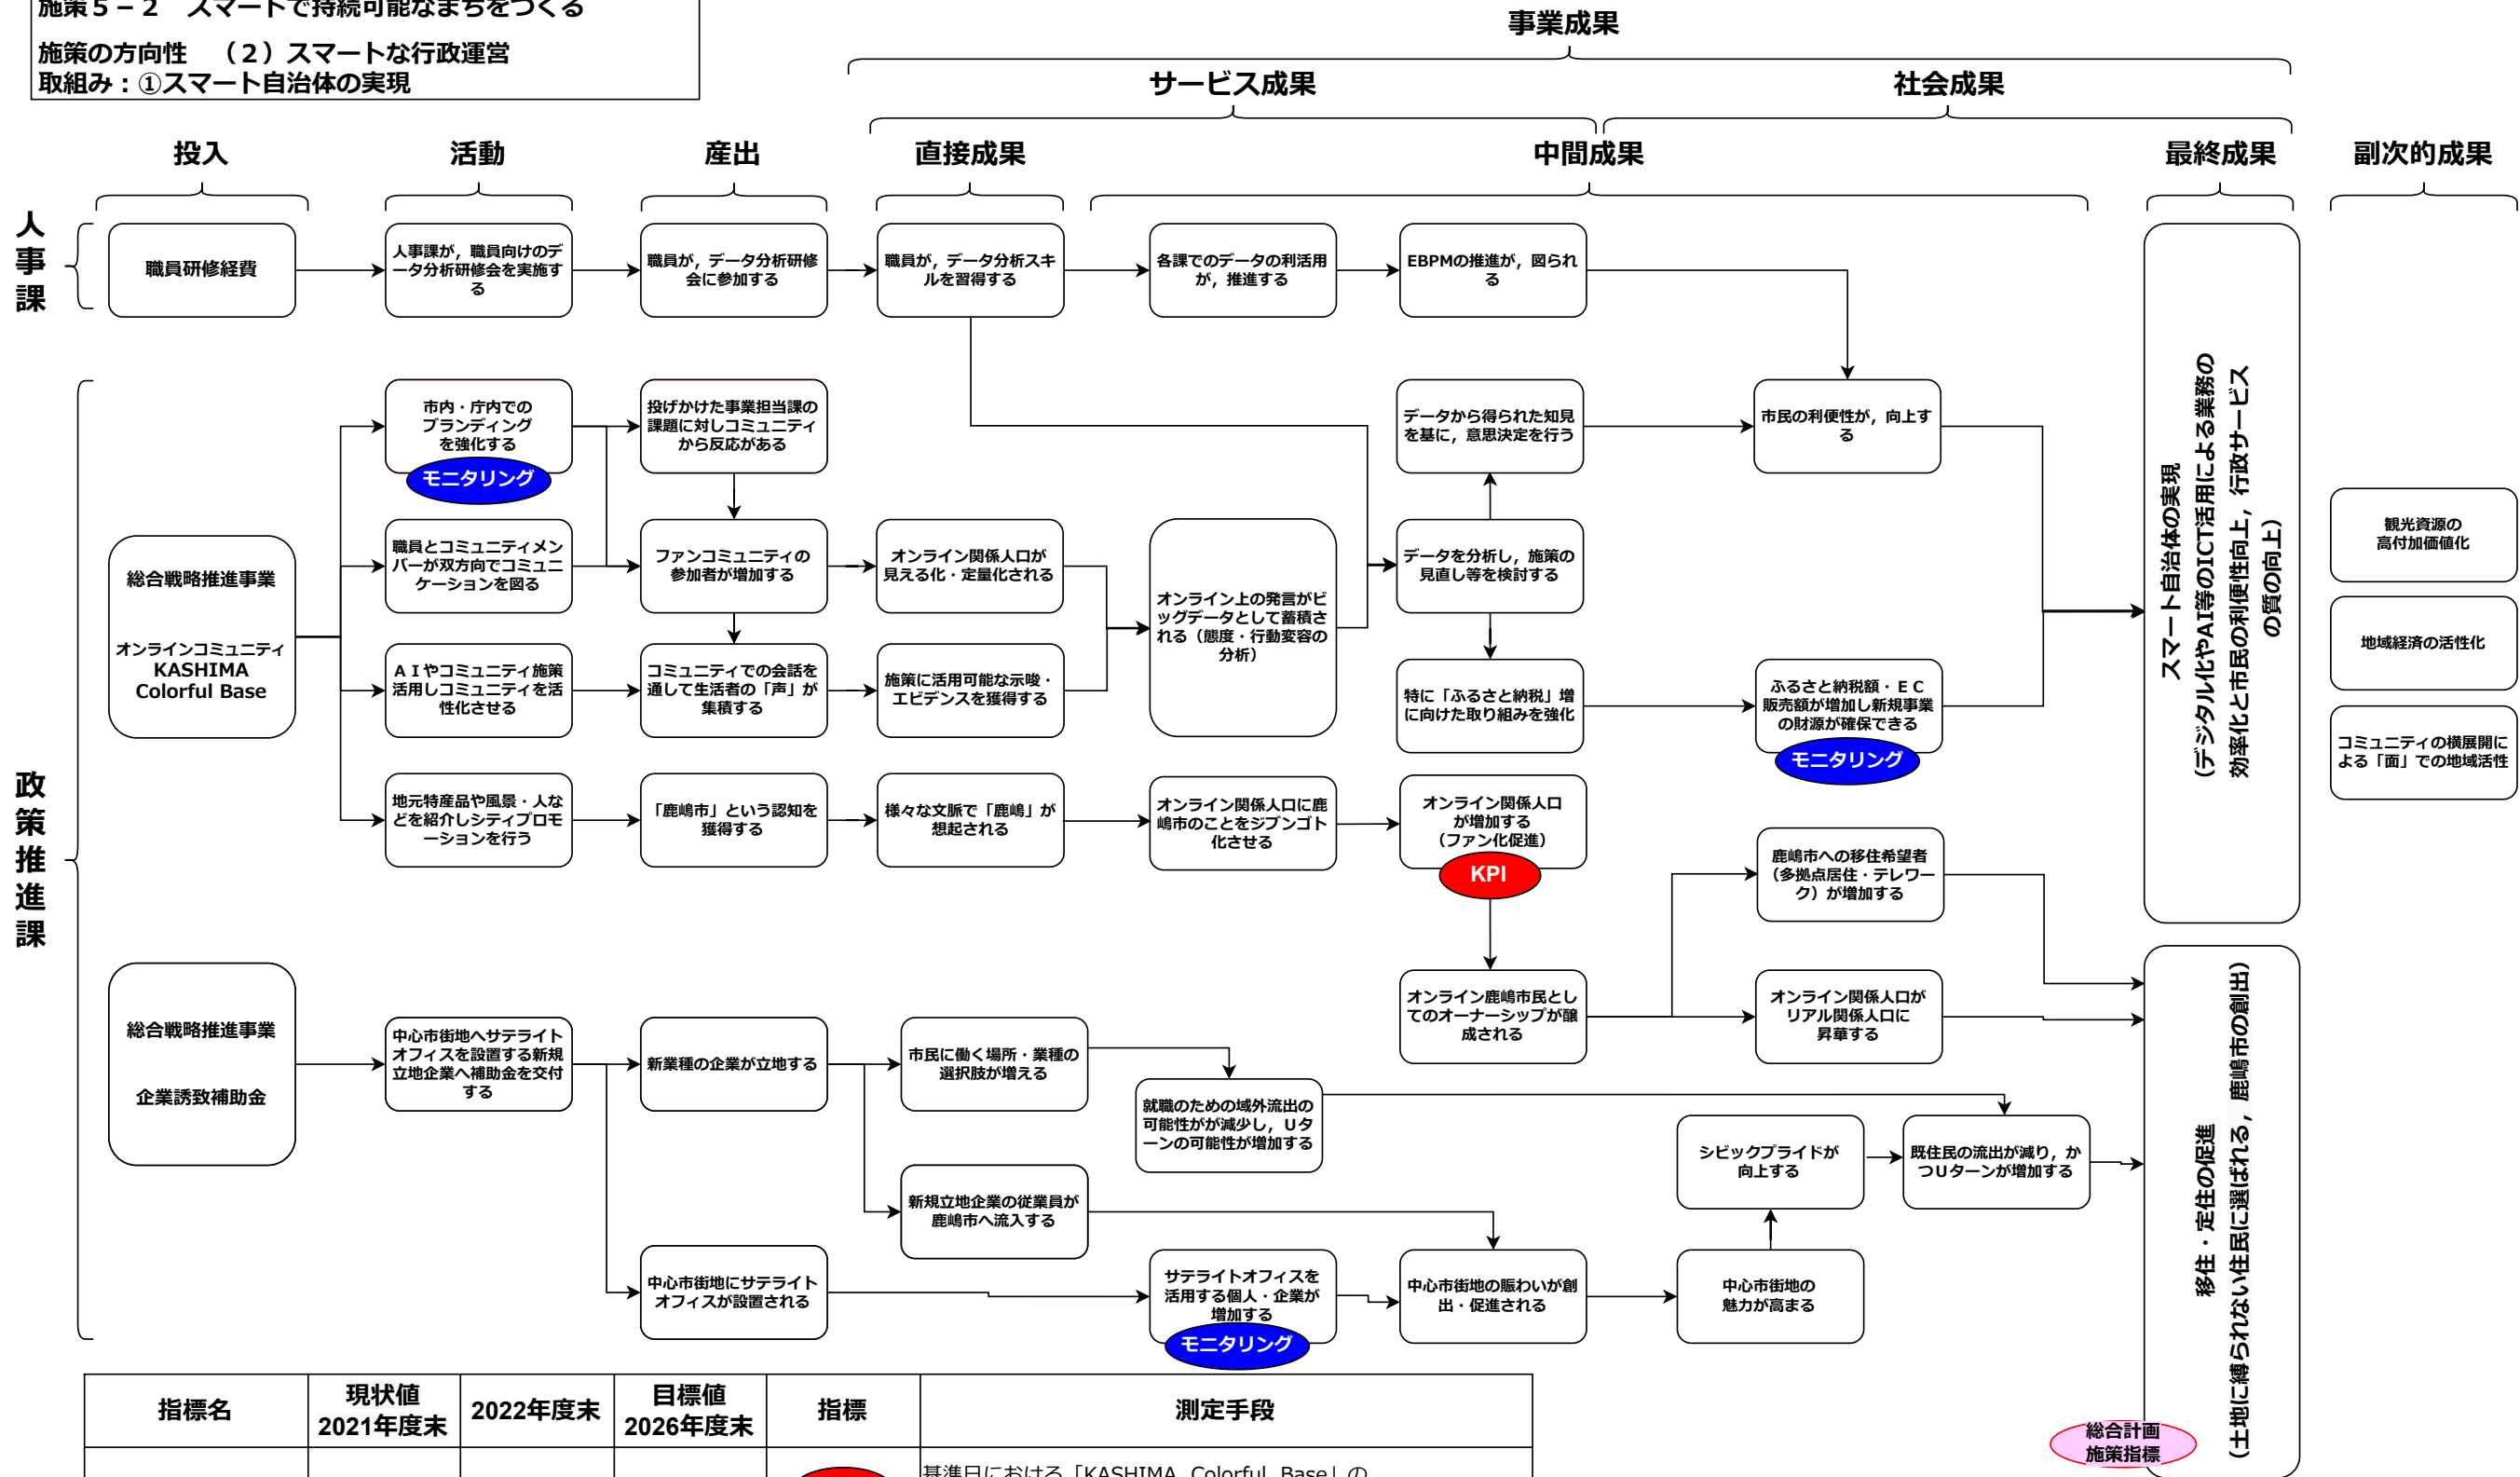 施策５－２　スマートで持続可能なまちをつくる
施策の方向性　（２）スマートな行政運営
取組み：①スマート自治体の実現
事業成果
サービス成果
社会成果
投入
活動
産出
直接成果
中間成果
最終成果
副次的成果
人事課
職員研修経費
人事課が，職員向けのデ
ータ分析研修会を実施す
る
職員が，データ分析研修
会に参加する
職員が，データ分析スキ
ルを習得する
各課でのデータの利活用
が，推進する
EBPMの推進が，図られ
る
政策推進課
総合戦略推進事業
オンラインコミュニティ
KASHIMA
Colorful Base
市内・庁内での
ブランディング
を強化する
モニタリング
投げかけた事業担当課の
課題に対しコミュニティ
から反応がある
データから得られた知見
を基に，意思決定を行う
市民の利便性が，向上す
る
職員とコミュニティメン
バーが双方向でコミュニ
ケーションを図る
ファンコミュニティの
参加者が増加する
オンライン関係人口が
見える化・定量化される
オンライン上の発言がビ
ッグデータとして蓄積さ
れる（態度・行動変容の
分析）
データを分析し，施策の
見直し等を検討する
ＡＩやコミュニティ施策
活用しコミュニティを活
性化させる
コミュニティでの会話を
通して生活者の「声」が
集積する
施策に活用可能な示唆・
エビデンスを獲得する
特に「ふるさと納税」増
に向けた取り組みを強化
ふるさと納税額・ＥＣ
販売額が増加し新規事業
の財源が確保できる
モニタリング
地元特産品や風景・人な
どを紹介しシティプロモ
ーションを行う
「鹿嶋市」という認知を
獲得する
様々な文脈で「鹿嶋」が
想起される
オンライン関係人口に鹿
嶋市のことをジブンゴト
化させる
オンライン関係人口
が増加する
（ファン化促進）
KPI
鹿嶋市への移住希望者
（多拠点居住・テレワー
ク）が増加する
オンライン鹿嶋市民とし
てのオーナーシップが醸
成される
オンライン関係人口が
リアル関係人口に
昇華する
スマート自治体の実現
（デジタル化やAI等のICT活用による業務の
効率化と市民の利便性向上，行政サービス
の質の向上）
観光資源の
高付加価値化
地域経済の活性化
コミュニティの横展開に
よる「面」での地域活性
総合戦略推進事業
企業誘致補助金
中心市街地へサテライト
オフィスを設置する新規
立地企業へ補助金を交付
する
新業種の企業が立地する
市民に働く場所・業種の
選択肢が増える
就職のための域外流出の
可能性がが減少し，Ｕタ
ーンの可能性が増加する
新規立地企業の従業員が
鹿嶋市へ流入する
シビックプライドが
向上する
既住民の流出が減り，か
つＵターンが増加する
中心市街地にサテライト
オフィスが設置される
サテライトオフィスを
活用する個人・企業が
増加する
モニタリング
中心市街地の賑わいが創
出・促進される
中心市街地の
魅力が高まる
移住・定住の促進
（土地に縛られない住民に選ばれる，鹿嶋市の創出）
総合計画
施策指標
指標名
現状値
2021年度末
2022年度末
目標値
2026年度末
指標
測定手段
基準日における「KASHIMA Colorful Base」の